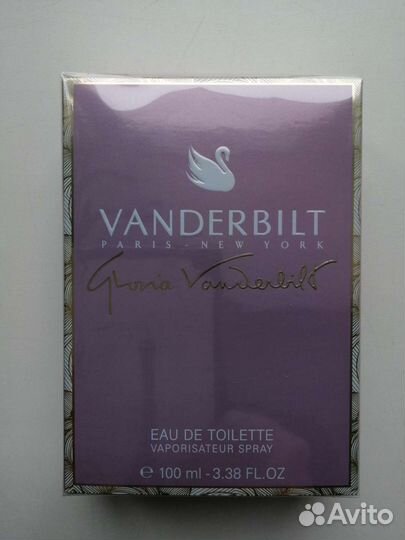 VANDERBILT
PARIS - NEW YORK
Gloria Vanderbilt
EAU DE TOILETTE
VAPORISATEUR SPRAY
℮ 100 ml - 3.38 FL.OZ
Avito